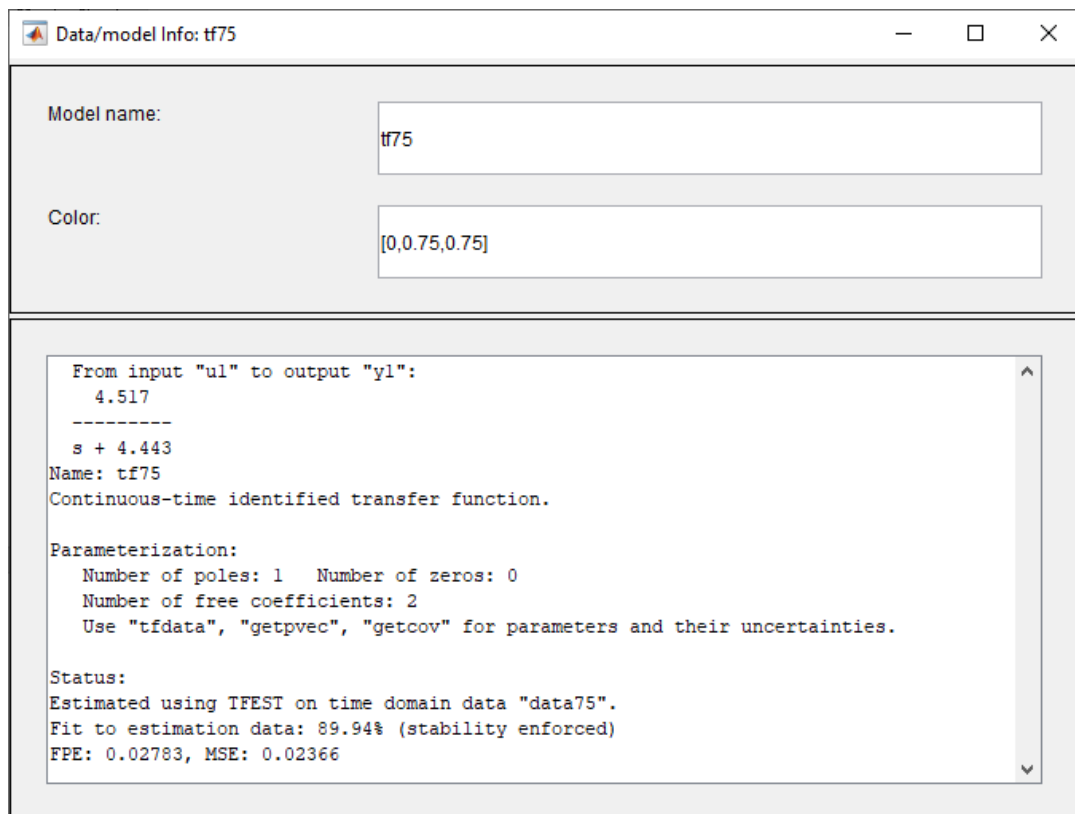 Data/model Info: tf75
Model name:
tf75
Color:
[0,0.75,0.75]
From input "u1" to output "y1":
4.517
---------
s + 4.443
Name: tf75
Continuous-time identified transfer function.
Parameterization:
Number of poles: 1   Number of zeros: 0
Number of free coefficients: 2
Use "tfdata", "getpvec", "getcov" for parameters and their uncertainties.
Status:
Estimated using TFEST on time domain data "data75".
Fit to estimation data: 89.94% (stability enforced)
FPE: 0.02783, MSE: 0.02366